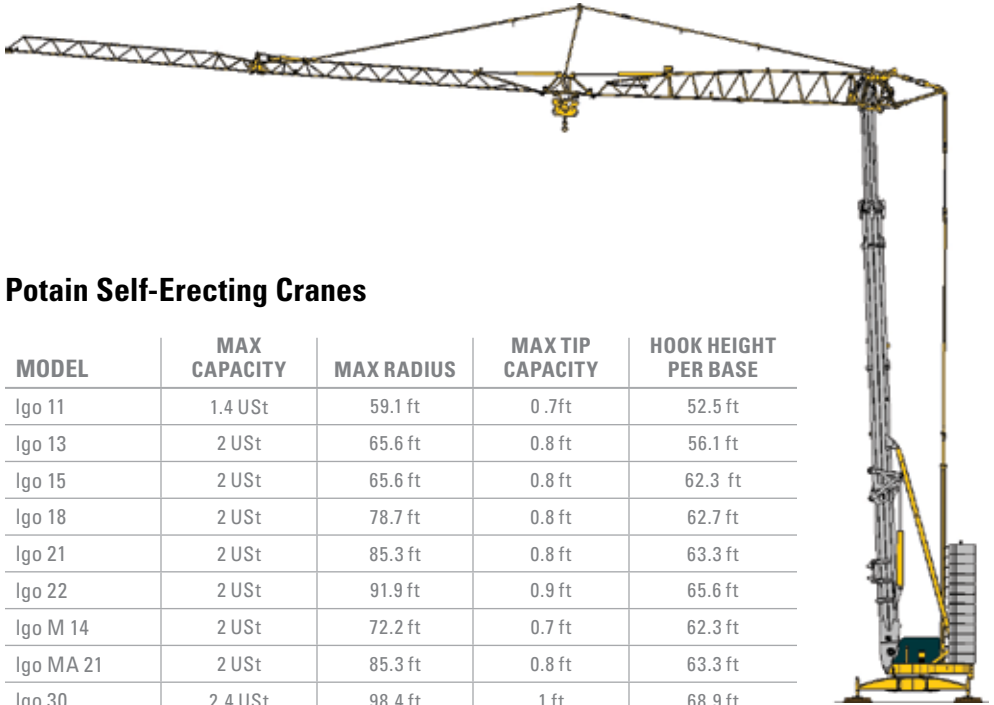 Potain Self-Erecting Cranes
MODEL MAX CAPACITY MAX RADIUS MAX TIP CAPACITY HOOK HEIGHT PER BASE
Igo 11 1.4 USt 59.1 ft 0 .7ft 52.5 ft
Igo 13 2 USt 65.6 ft 0.8 ft 56.1 ft
Igo 15 2 USt 65.6 ft 0.8 ft 62.3 ft
Igo 18 2 USt 78.7 ft 0.8 ft 62.7 ft
Igo 21 2 USt 85.3 ft 0.8 ft 63.3 ft
Igo 22 2 USt 91.9 ft 0.9 ft 65.6 ft
Igo M 14 2 USt 72.2 ft 0.7 ft 62.3 ft
Igo MA 21 2 USt 85.3 ft 0.8 ft 63.3 ft
Igo 30 2.4 USt 98.4 ft 1 ft 68.9 ft